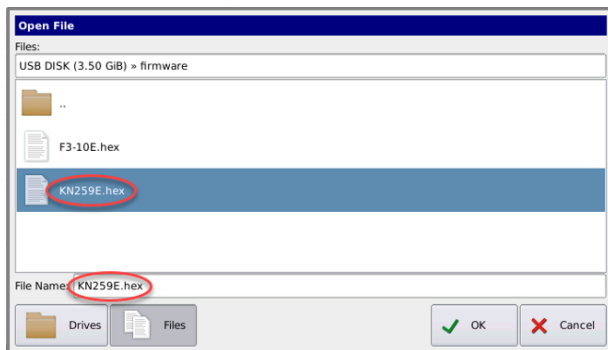 Open File
Files:
USB DISK (3.50 GiB) » firmware
..
F3-10E.hex
KN259E.hex
File Name: KN259E.hex
Drives Files OK Cancel